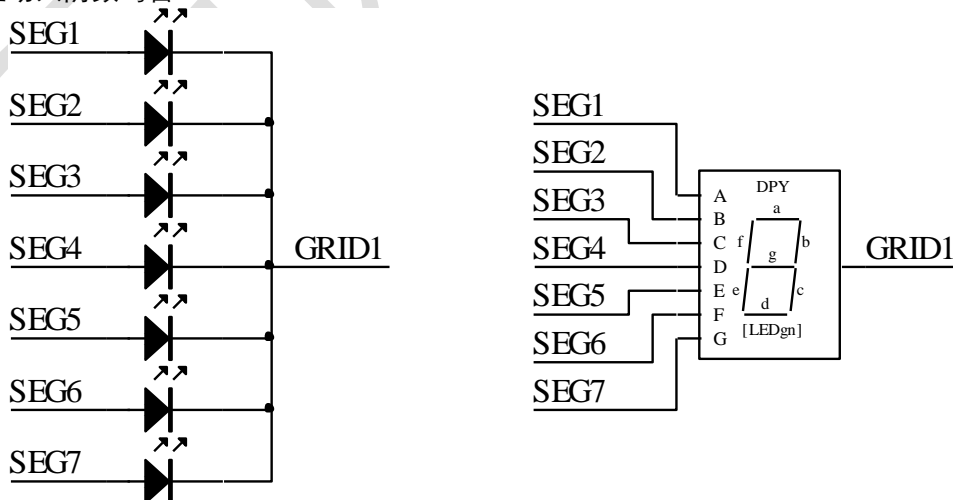 SEG1
SEG2
SEG3
SEG4
SEG5
SEG6
SEG7
GRID1
SEG1
SEG2
SEG3
SEG4
SEG5
SEG6
SEG7
A
B
C
D
E
F
G
DPY
a
f
b
g
e
c
d
[LEDgn]
GRID1